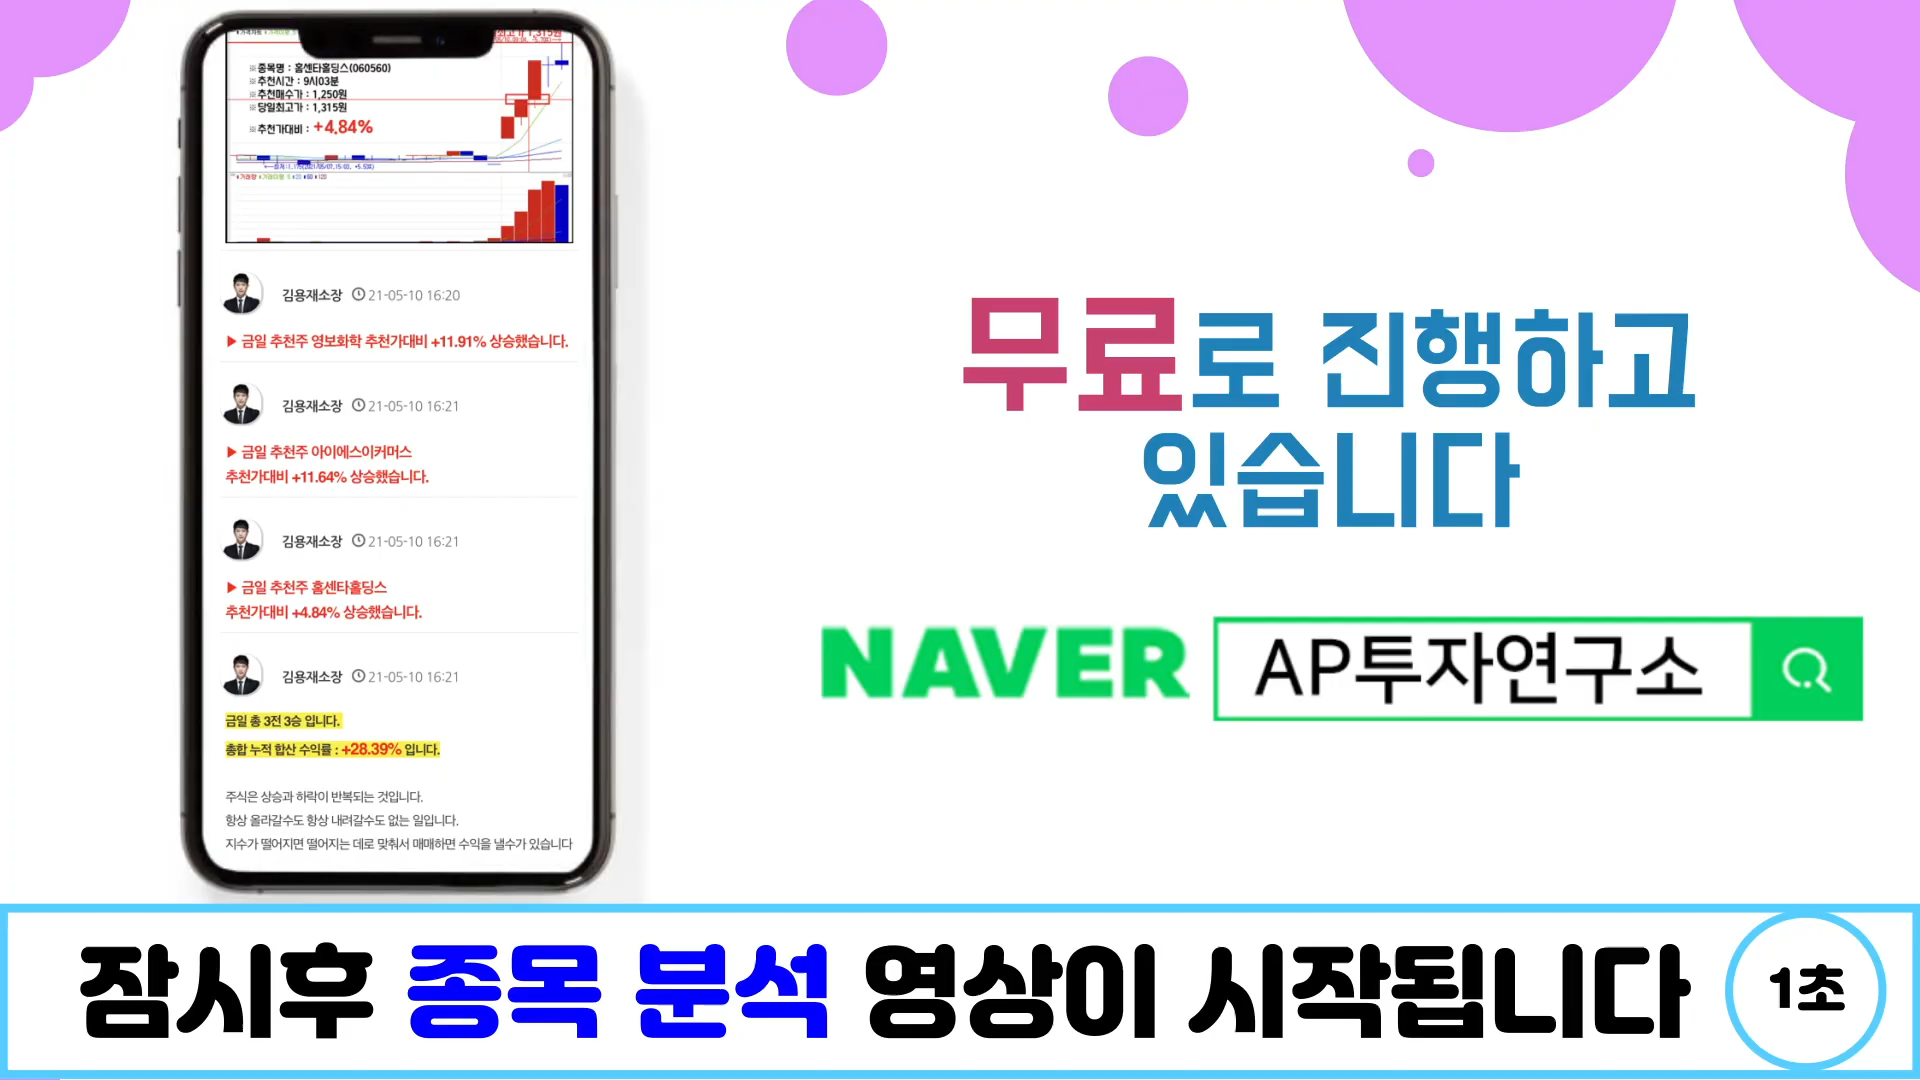 ※종목명 : 홈센타홀딩스(060560)
※추천시간 : 9시03분
※추천매수가 : 1,250원
※당일최고가 : 1,315원
※추천가대비 : +4.84%
김용재소장 21-05-10 16:20
▶ 금일 추천주 영보화학 추천가대비 +11.91% 상승했습니다.
김용재소장 21-05-10 16:21
▶ 금일 추천주 아이에스이커머스
추천가대비 +11.64% 상승했습니다.
김용재소장 21-05-10 16:21
▶ 금일 추천주 홈센타홀딩스
추천가대비 +4.84% 상승했습니다.
김용재소장 21-05-10 16:21
금일 총 3전 3승 입니다.
총합 누적 합산 수익률 : +28.39% 입니다.
주식은 상승과 하락이 반복되는 것입니다.
항상 올라갈수도 항상 내려갈수도 없는 일입니다.
지수가 떨어지면 떨어지는 데로 맞춰서 매매하면 수익을 낼수가 있습니다
무료로 진행하고
있습니다
NAVER AP투자연구소
잠시후 종목 분석 영상이 시작됩니다 1초